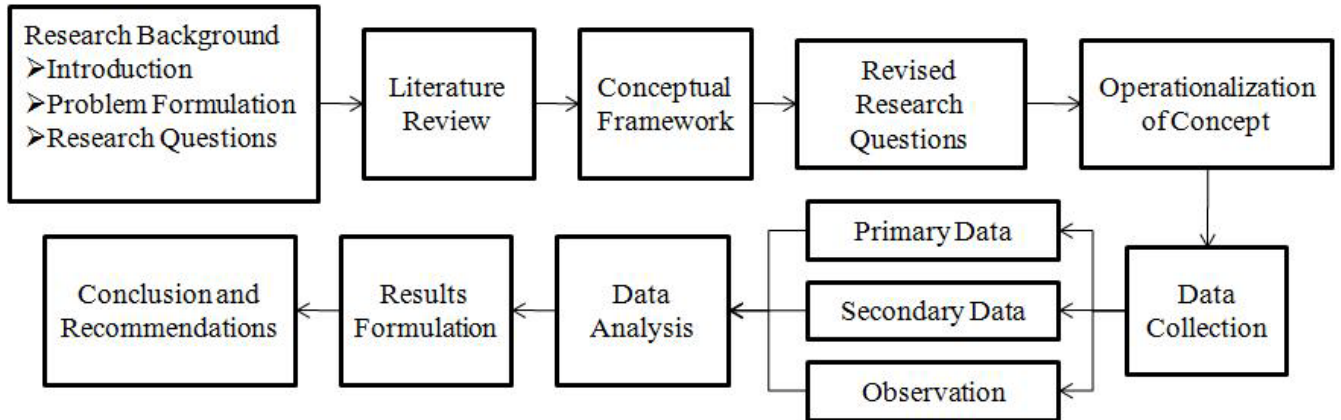 Research Background
➢Introduction
➢Problem Formulation
➢Research Questions
Literature
Review
Conceptual
Framework
Revised
Research
Questions
Operationalization
of Concept
Data
Collection
Primary Data
Secondary Data
Observation
Data
Analysis
Results
Formulation
Conclusion and
Recommendations